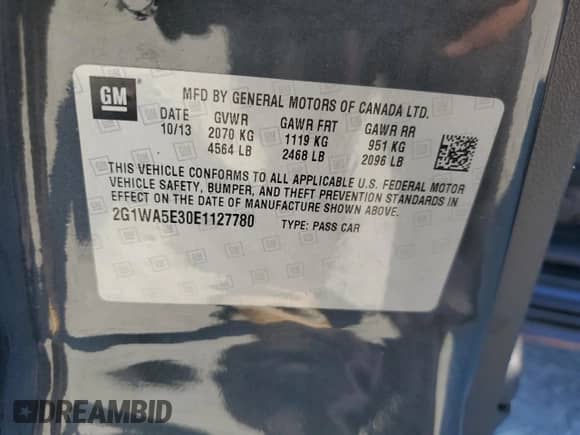 GM
MFD BY GENERAL MOTORS OF CANADA LTD.
DATE GVWR GAWR FRT GAWR RR
10/13 2070 KG 1119 KG 951 KG
4564 LB 2468 LB 2096 LB
THIS VEHICLE CONFORMS TO ALL APPLICABLE U.S. FEDERAL MOTOR
VEHICLE SAFETY, BUMPER, AND THEFT PREVENTION STANDARDS IN
EFFECT ON THE DATE OF MANUFACTURE SHOWN ABOVE.
2G1WA5E30E1127780 TYPE: PASS CAR
DREAMBID